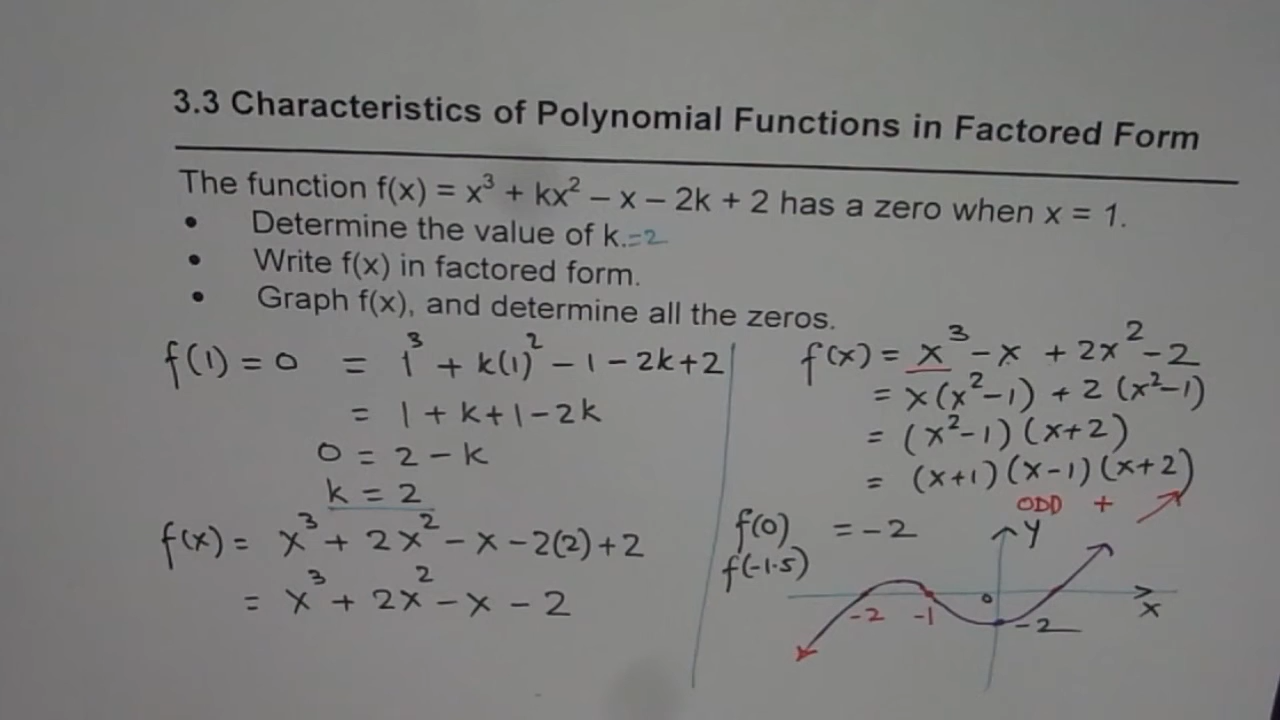 3.3 Characteristics of Polynomial Functions in Factored Form
The function f(x) = x³ + kx² – x – 2k + 2 has a zero when x = 1.
• Determine the value of k.=2
• Write f(x) in factored form.
• Graph f(x), and determine all the zeros.
f(1) = 0 = 1³ + k(1)² – 1 – 2k + 2
= 1 + k + 1 – 2k
0 = 2 – k
k = 2
f(x) = x³ + 2x² – x – 2(2) + 2
= x³ + 2x² – x – 2
f(x) = x³ – x + 2x² – 2
= x(x² – 1) + 2(x² – 1)
= (x² – 1)(x + 2)
= (x + 1)(x – 1)(x + 2)
ODD +
f(0) = –2
f(-1.5)
Y
0
x
-2 -1 -2